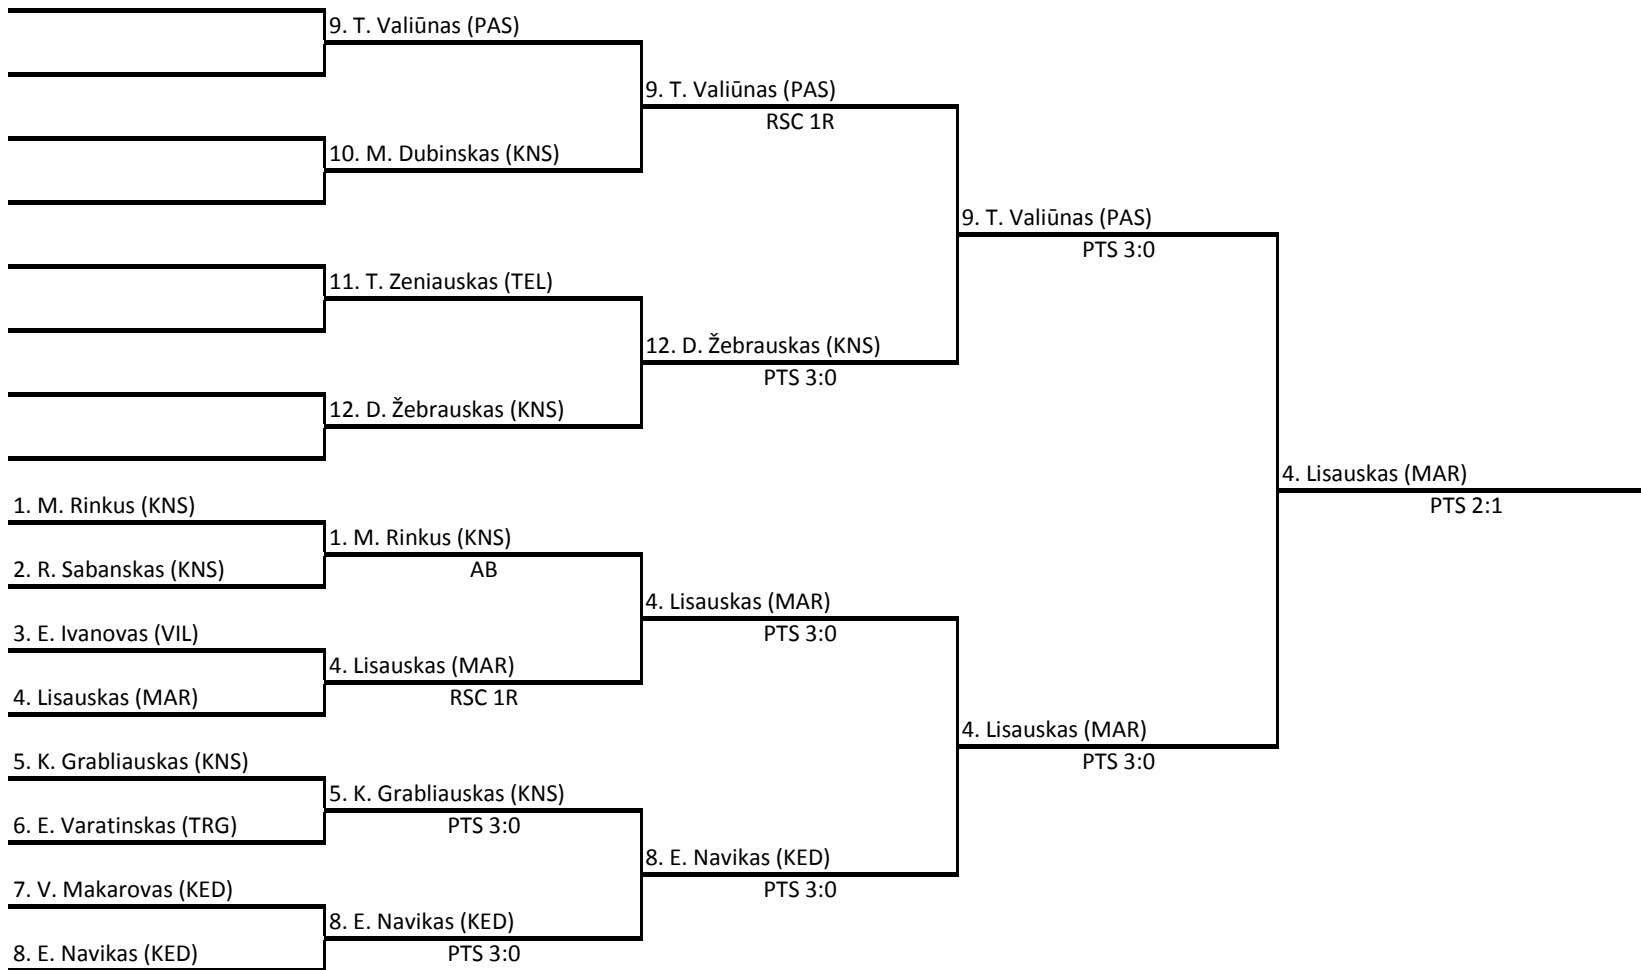 9. T. Valiūnas (PAS)
9. T. Valiūnas (PAS)
RSC 1R
10. M. Dubinskas (KNS)
9. T. Valiūnas (PAS)
PTS 3:0
11. T. Zeniauskas (TEL)
12. D. Žebrauskas (KNS)
PTS 3:0
12. D. Žebrauskas (KNS)
4. Lisauskas (MAR)
PTS 2:1
1. M. Rinkus (KNS)
1. M. Rinkus (KNS)
AB
2. R. Sabanskas (KNS)
4. Lisauskas (MAR)
PTS 3:0
3. E. Ivanovas (VIL)
4. Lisauskas (MAR)
RSC 1R
4. Lisauskas (MAR)
4. Lisauskas (MAR)
PTS 3:0
5. K. Grabliauskas (KNS)
5. K. Grabliauskas (KNS)
PTS 3:0
6. E. Varatinskas (TRG)
8. E. Navikas (KED)
PTS 3:0
7. V. Makarovas (KED)
8. E. Navikas (KED)
PTS 3:0
8. E. Navikas (KED)